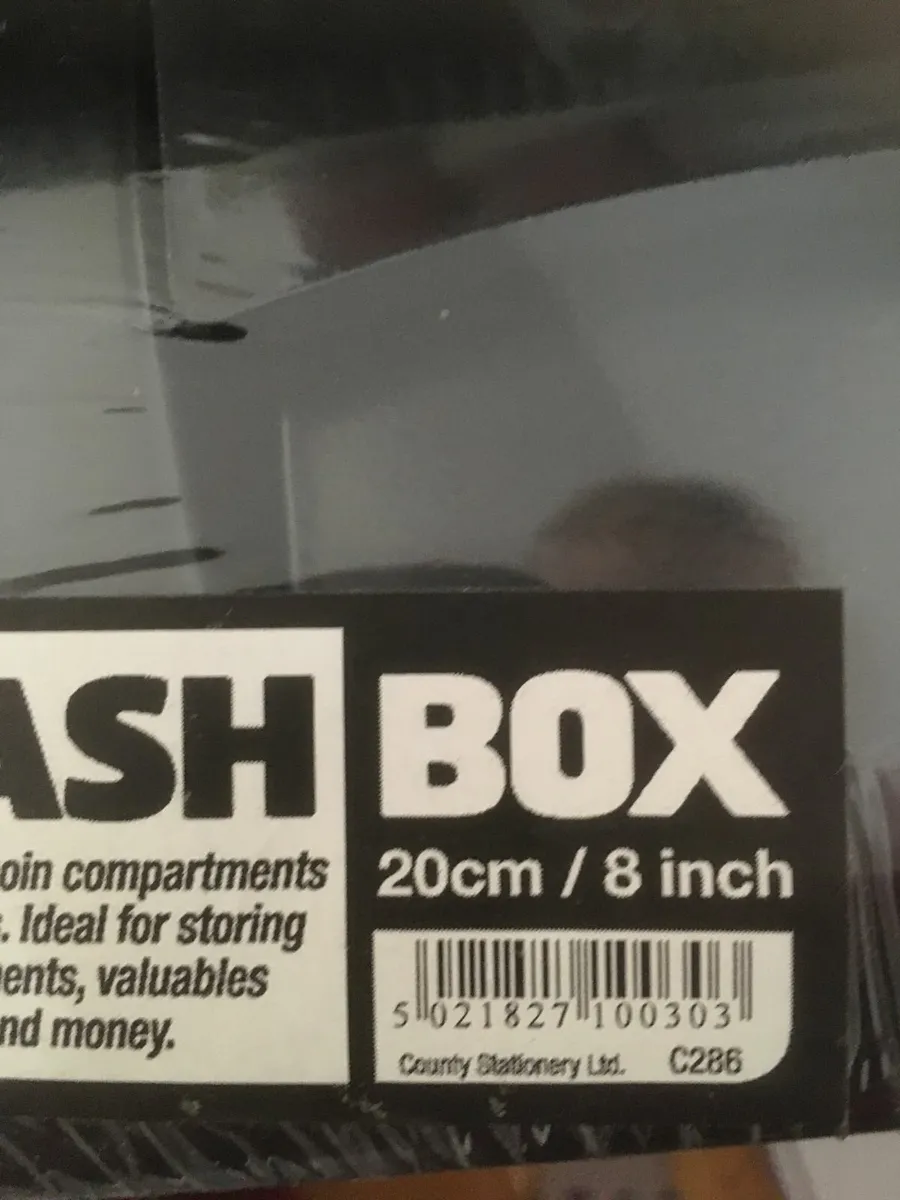 ASH BOX
oin compartments
. Ideal for storing
ents, valuables
nd money.
20cm / 8 inch
5 021827 100303
County Stationery Ltd. C286